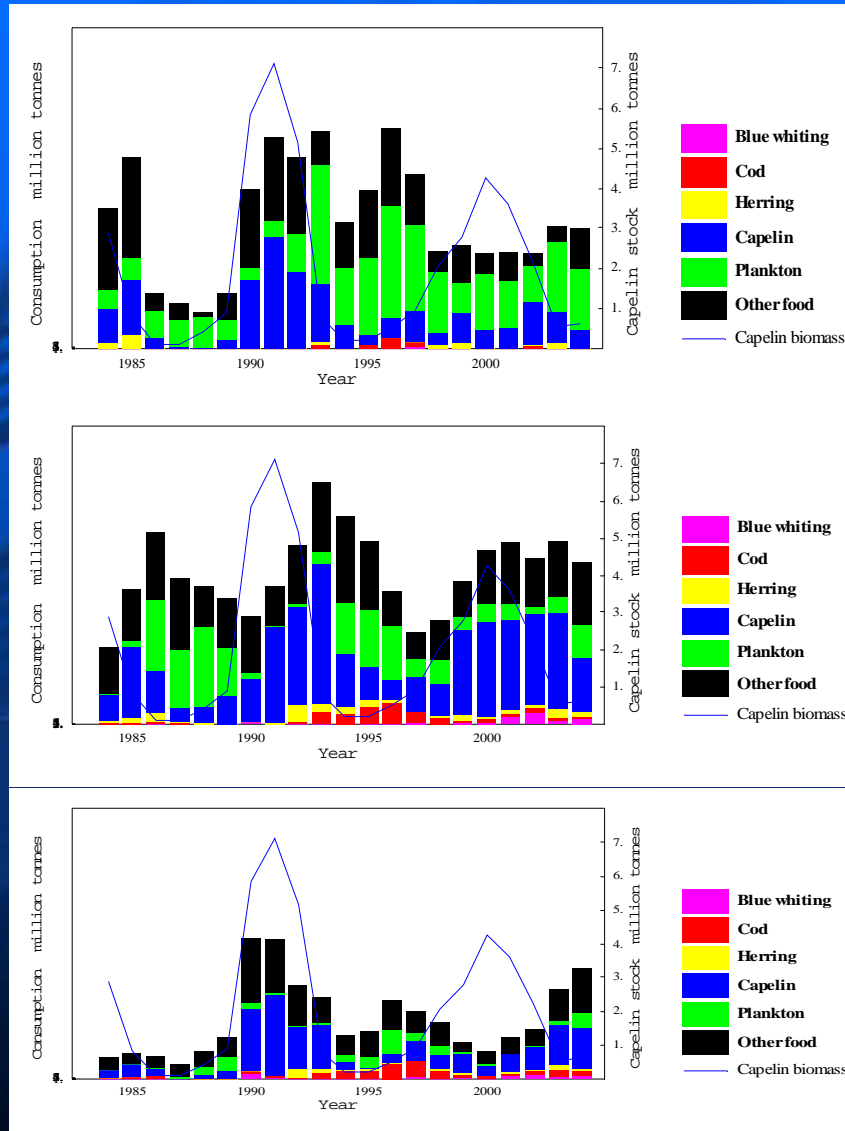 Consumption million tonnes
7.
6.
5.
4.
3.
2.
1.
Capelin stock million tonnes
1985
1990
1995
2000
Year
Blue whiting
Cod
Herring
Capelin
Plankton
Other food
Capelin biomass
Consumption million tonnes
7.
6.
5.
4.
3.
2.
1.
Capelin stock million tonnes
1985
1990
1995
2000
Year
Blue whiting
Cod
Herring
Capelin
Plankton
Other food
Capelin biomass
Consumption million tonnes
7.
6.
5.
4.
3.
2.
1.
Capelin stock million tonnes
1985
1990
1995
2000
Year
Blue whiting
Cod
Herring
Capelin
Plankton
Other food
Capelin biomass